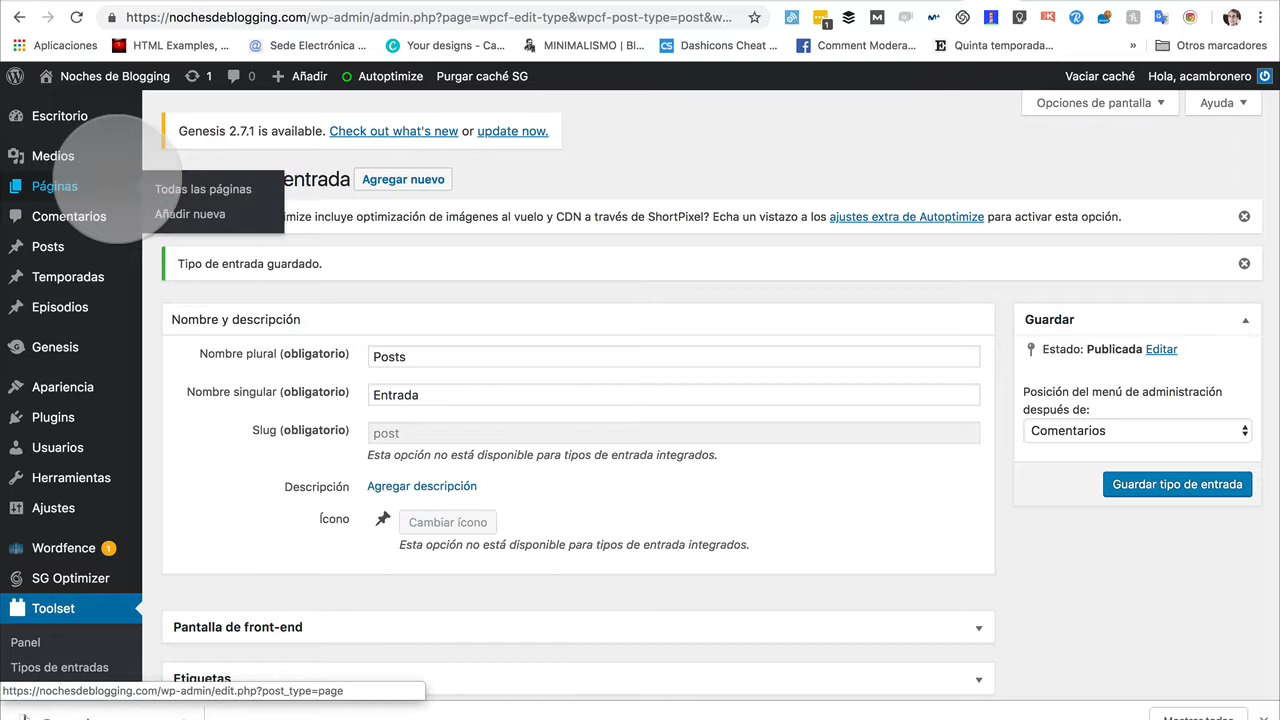 https://nochesdeblogging.com/wp-admin/admin.php?page=wpcf-edit-type&wpcf-post-type=post&w...
Aplicaciones
HTML Examples, ...
Sede Electrónica ...
Your designs - Ca...
MINIMALISMO | Bl...
Dashicons Cheat ...
Comment Modera...
Quinta temporada...
»
Otros marcadores
Noches de Blogging
1
0
Añadir
Autoptimize
Purgar caché SG
Vaciar caché
Hola, acambronero
Opciones de pantalla
Ayuda
Escritorio
Medios
Páginas
Comentarios
Posts
Temporadas
Episodios
Genesis
Apariencia
Plugins
Usuarios
Herramientas
Ajustes
Wordfence 1
SG Optimizer
Toolset
Panel
Tipos de entradas
Todas las páginas
Añadir nueva
Genesis 2.7.1 is available. Check out what's new or update now.
entrada
Agregar nuevo
imize incluye optimización de imágenes al vuelo y CDN a través de ShortPixel? Echa un vistazo a los ajustes extra de Autoptimize para activar esta opción.
Tipo de entrada guardado.
Nombre y descripción
Nombre plural (obligatorio)
Posts
Nombre singular (obligatorio)
Entrada
Slug (obligatorio)
post
Esta opción no está disponible para tipos de entrada integrados.
Descripción
Agregar descripción
Ícono
Cambiar ícono
Esta opción no está disponible para tipos de entrada integrados.
Pantalla de front-end
Etiquetas
Guardar
Estado: Publicada Editar
Posición del menú de administración
después de:
Comentarios
Guardar tipo de entrada
https://nochesdeblogging.com/wp-admin/edit.php?post_type=page
Mostrar todas